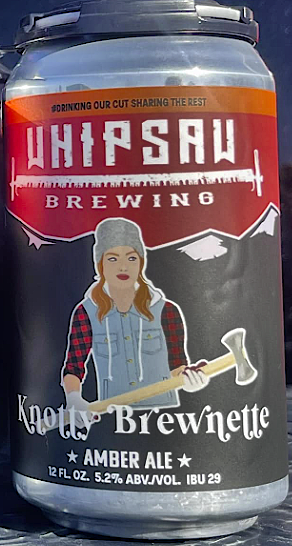 #DRINKING OUR CUT SHARING THE REST
WHIPSAW
BREWING
Knotty Brewnette
★ AMBER ALE ★
12 FL. OZ. 5.2% ABV./VOL. IBU 29